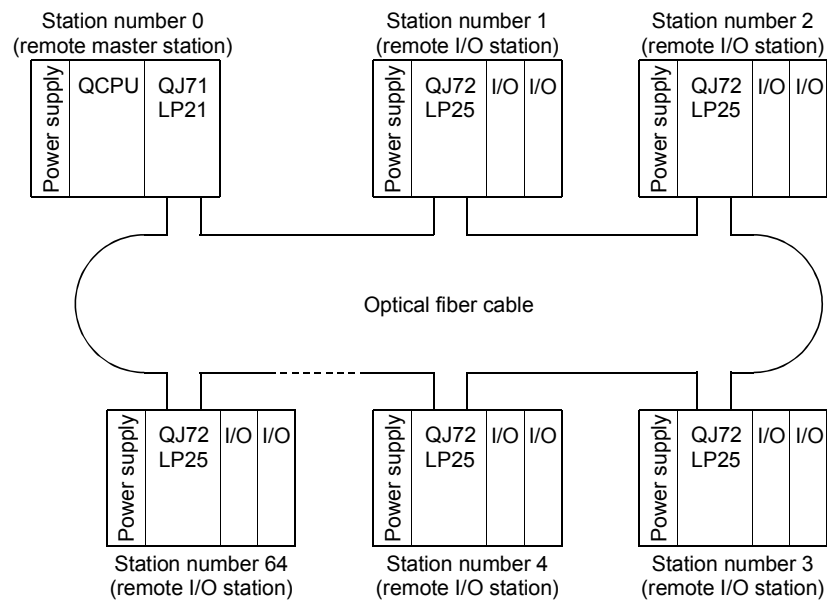 Station number 0
(remote master station)
Station number 1
(remote I/O station)
Station number 2
(remote I/O station)
Power supply
QCPU
QJ71
LP21
Power supply
QJ72
LP25
I/O
I/O
Power supply
QJ72
LP25
I/O
I/O
Optical fiber cable
Power supply
QJ72
LP25
I/O
I/O
Power supply
QJ72
LP25
I/O
I/O
Power supply
QJ72
LP25
I/O
I/O
Station number 64
(remote I/O station)
Station number 4
(remote I/O station)
Station number 3
(remote I/O station)